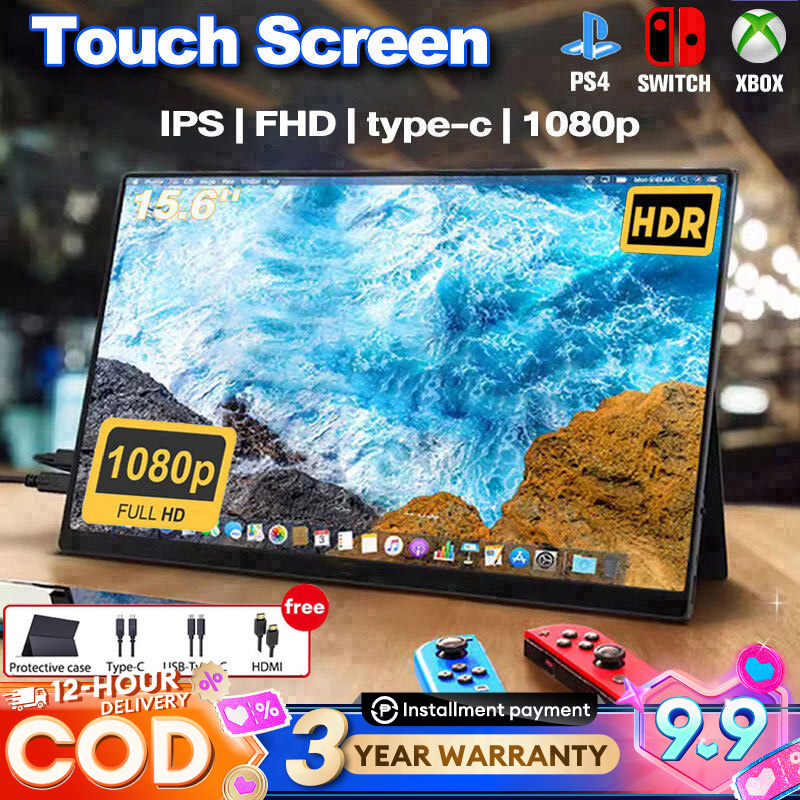 Touch Screen
PS4
SWITCH
XBOX
IPS | FHD | type-c | 1080p
15.6"
HDR
1080p
FULL HD
free
Protective case
Type-C
HDMI
12-HOUR
DELIVERY
%
%
COD
Installment payment
3
YEAR WARRANTY
9.9